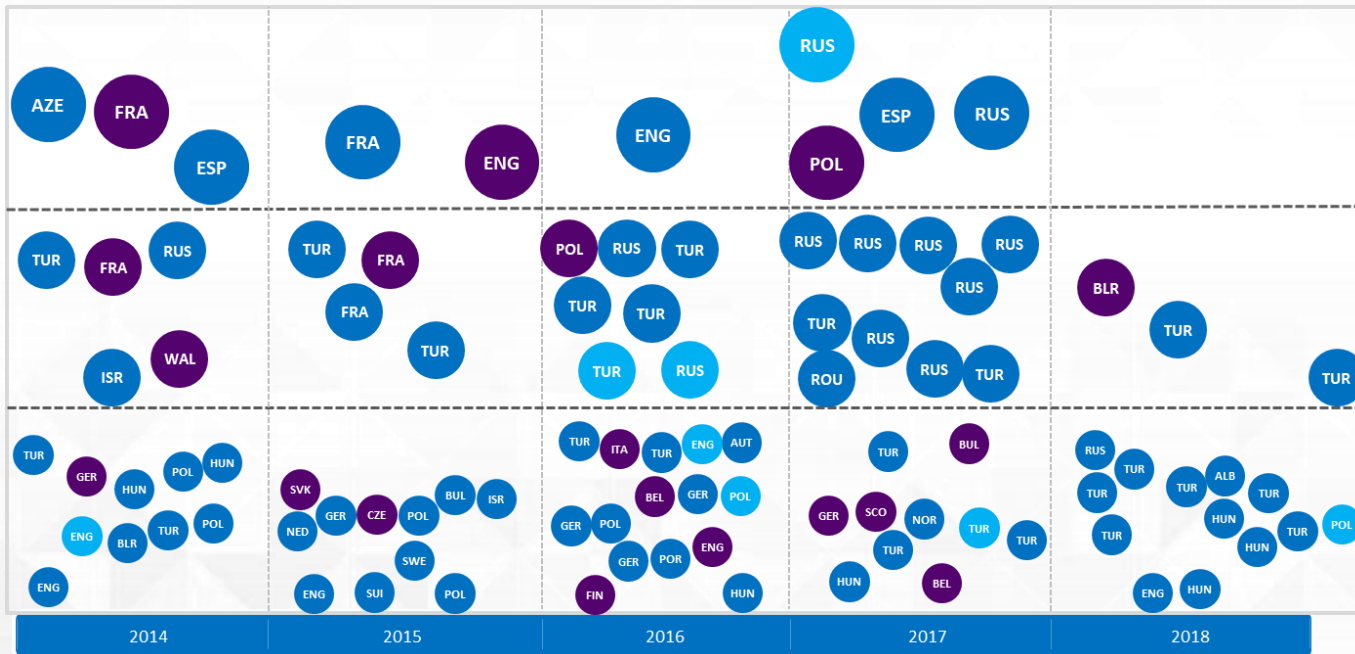 RUS
AZE
FRA
ESP
FRA
ENG
ENG
POL
ESP
RUS
TUR
FRA
RUS
ISR
WAL
TUR
FRA
FRA
TUR
POL
RUS
TUR
TUR
TUR
TUR
RUS
RUS
RUS
RUS
RUS
RUS
TUR
RUS
ROU
RUS
TUR
BLR
TUR
TUR
TUR
GER
HUN
POL
HUN
ENG
BLR
TUR
POL
ENG
SVK
NED
GER
CZE
POL
BUL
ISR
SWE
ENG
SUI
POL
TUR
ITA
TUR
ENG
AUT
BEL
GER
POL
GER
POL
GER
POR
ENG
FIN
HUN
TUR
BUL
GER
SCO
NOR
TUR
TUR
TUR
HUN
BEL
RUS
TUR
TUR
TUR
TUR
ALB
TUR
HUN
HUN
TUR
POL
ENG
HUN
2014 2015 2016 2017 2018